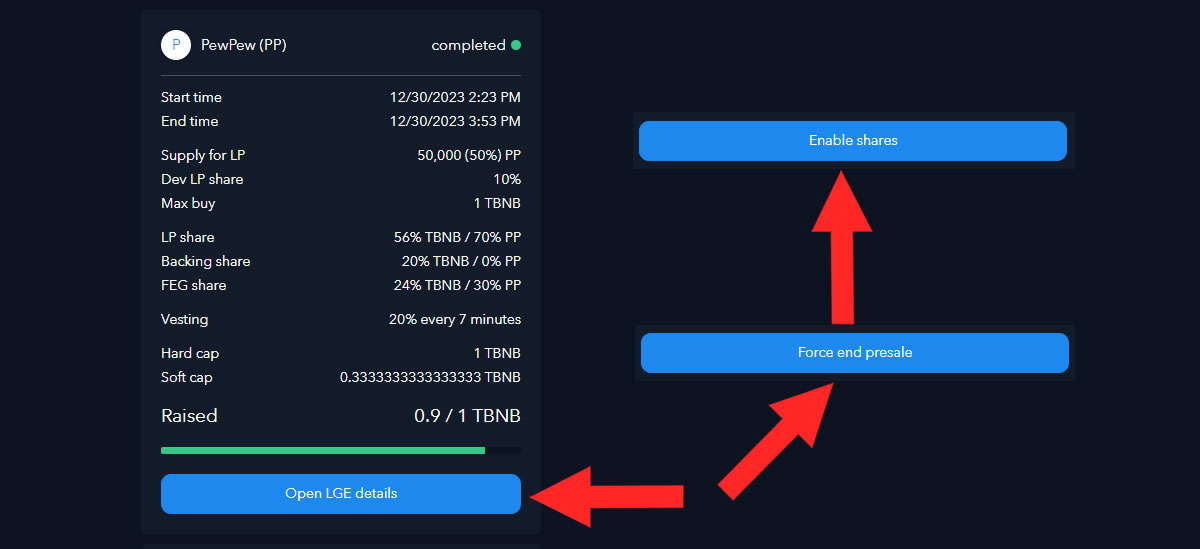 P PewPew (PP) completed
Start time 12/30/2023 2:23 PM
End time 12/30/2023 3:53 PM
Supply for LP 50,000 (50%) PP
Dev LP share 10%
Max buy 1 TBNB
LP share 56% TBNB / 70% PP
Backing share 20% TBNB / 0% PP
FEG share 24% TBNB / 30% PP
Vesting 20% every 7 minutes
Hard cap 1 TBNB
Soft cap 0.3333333333333333 TBNB
Raised 0.9 / 1 TBNB
Open LGE details
Enable shares
Force end presale